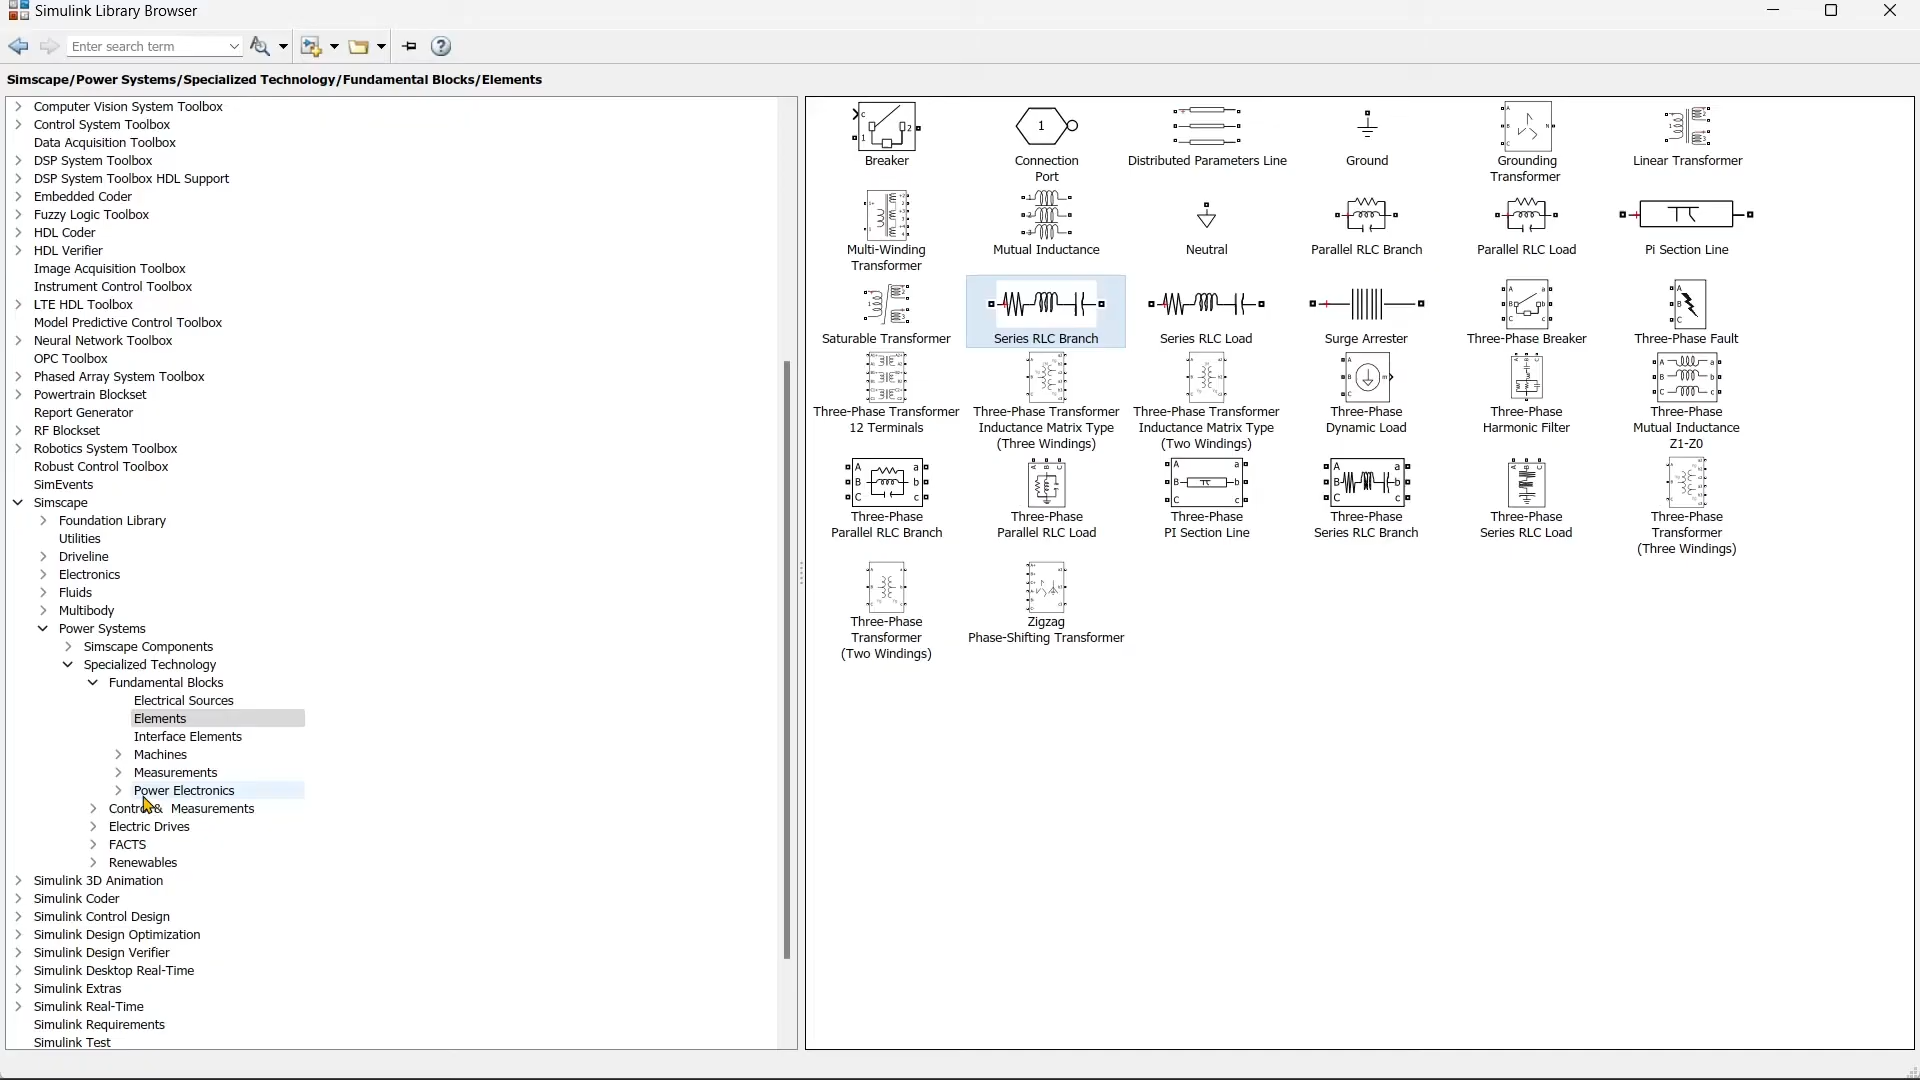 Simulink Library Browser
Enter search term
Simscape/Power Systems/Specialized Technology/Fundamental Blocks/Elements
Computer Vision System Toolbox
Control System Toolbox
Data Acquisition Toolbox
DSP System Toolbox
DSP System Toolbox HDL Support
Embedded Coder
Fuzzy Logic Toolbox
HDL Coder
HDL Verifier
Image Acquisition Toolbox
Instrument Control Toolbox
LTE HDL Toolbox
Model Predictive Control Toolbox
Neural Network Toolbox
OPC Toolbox
Phased Array System Toolbox
Powertrain Blockset
Report Generator
RF Blockset
Robotics System Toolbox
Robust Control Toolbox
SimEvents
Simscape
Foundation Library
Utilities
Driveline
Electronics
Fluids
Multibody
Power Systems
Simscape Components
Specialized Technology
Fundamental Blocks
Electrical Sources
Elements
Interface Elements
Machines
Measurements
Power Electronics
Control & Measurements
Electric Drives
FACTS
Renewables
Simulink 3D Animation
Simulink Coder
Simulink Control Design
Simulink Design Optimization
Simulink Design Verifier
Simulink Desktop Real-Time
Simulink Extras
Simulink Real-Time
Simulink Requirements
Simulink Test
c
1 2
Breaker
1
Connection
Port
Distributed Parameters Line
Ground
Grounding
Transformer
Linear Transformer
Multi-Winding
Transformer
Mutual Inductance
Neutral
Parallel RLC Branch
Parallel RLC Load
Pi Section Line
Saturable Transformer
Series RLC Branch
Series RLC Load
Surge Arrester
A a
B b
C c
Three-Phase Breaker
A
B
C
Three-Phase Fault
Three-Phase Transformer
12 Terminals
Three-Phase Transformer
Inductance Matrix Type
(Three Windings)
Three-Phase Transformer
Inductance Matrix Type
(Two Windings)
A
B m
C
Three-Phase
Dynamic Load
A B C
Three-Phase
Harmonic Filter
A a
B b
C c
Three-Phase
Mutual Inductance
Z1-Z0
A a
B b
C c
Three-Phase
Parallel RLC Branch
A B C
Three-Phase
Parallel RLC Load
A a
B b
C c
Three-Phase
PI Section Line
A a
B b
C c
Three-Phase
Series RLC Branch
A B C
Three-Phase
Series RLC Load
Three-Phase
Transformer
(Three Windings)
Three-Phase
Transformer
(Two Windings)
Zigzag
Phase-Shifting Transformer